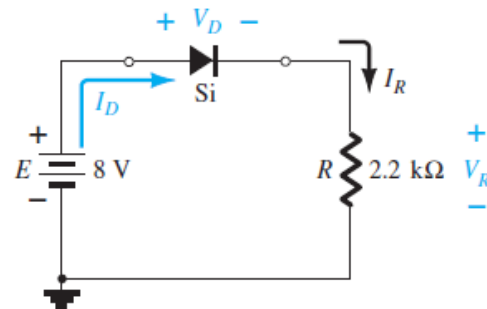 + V_D −
I_D
Si
I_R
+
E
8 V
−
R
2.2 kΩ
+
V_R
−